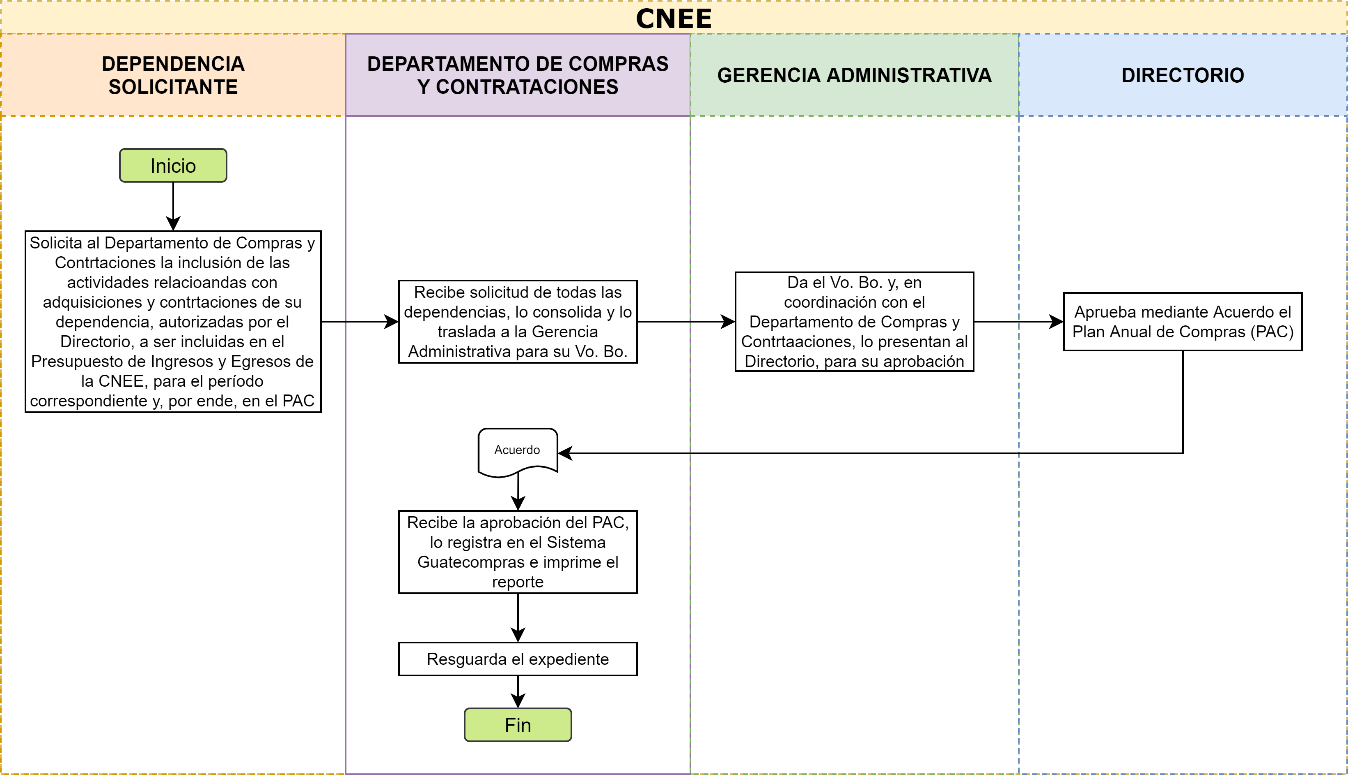 CNEE
DEPENDENCIA
SOLICITANTE
DEPARTAMENTO DE COMPRAS
Y CONTRATACIONES
GERENCIA ADMINISTRATIVA
DIRECTORIO
Inicio
Solicita al Departamento de Compras y
Contrtaciones la inclusión de las
actividades relacioandas con
adquisiciones y contrtaciones de su
dependencia, autorizadas por el
Directorio, a ser incluidas en el
Presupuesto de Ingresos y Egresos de
la CNEE, para el período
correspondiente y, por ende, en el PAC
Recibe solicitud de todas las
dependencias, lo consolida y lo
traslada a la Gerencia
Administrativa para su Vo. Bo.
Da el Vo. Bo. y, en
coordinación con el
Departamento de Compras y
Contrtaaciones, lo presentan al
Directorio, para su aprobación
Aprueba mediante Acuerdo el
Plan Anual de Compras (PAC)
Acuerdo
Recibe la aprobación del PAC,
lo registra en el Sistema
Guatecompras e imprime el
reporte
Resguarda el expediente
Fin